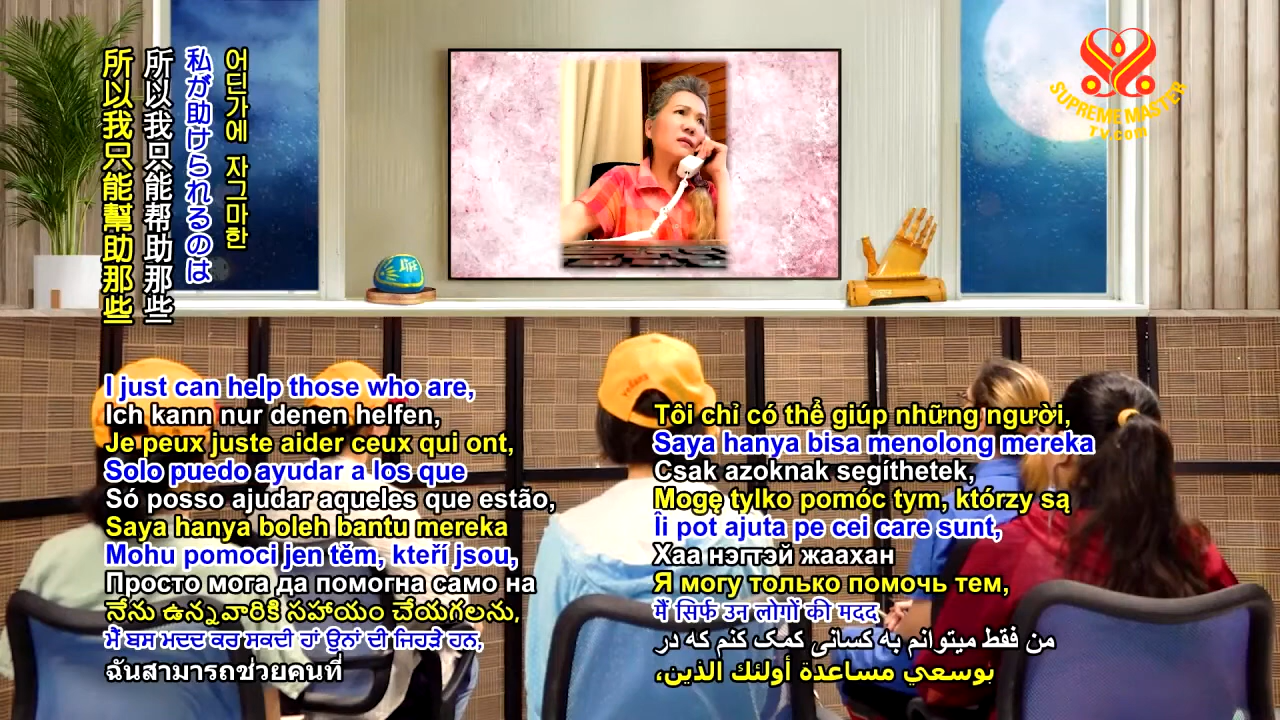 어딘가에 자그마한
私が助けられるのは
所以我只能帮助那些
所以我只能幫助那些
SUPREME MASTER
TV.com
LIFE
I just can help those who are,
Ich kann nur denen helfen,
Je peux juste aider ceux qui ont,
Solo puedo ayudar a los que
Só posso ajudar aqueles que estão,
Saya hanya boleh bantu mereka
Mohu pomoci jen těm, kteří jsou,
Просто мога да помогна само на
నేను ఉన్నవారికి సహాయం చేయగలను,
ਮੈਂ ਬਸ ਮਦਦ ਕਰ ਸਕਦੀ ਹਾਂ ਉਨਾਂ ਦੀ ਜਿਹੜੇ ਹਨ,
ฉันสามารถช่วยคนที่
Tôi chỉ có thể giúp những người,
Saya hanya bisa menolong mereka
Csak azoknak segíthetek,
Mogę tylko pomóc tym, którzy są
Îi pot ajuta pe cei care sunt,
Хаа нэгтэй жаахан
Я могу только помочь тем,
मैं सिर्फ उन लोगों की मदद
من فقط میتوانم به کسانی کمک کنم که در
بوسعي مساعدة أولئك الذين،